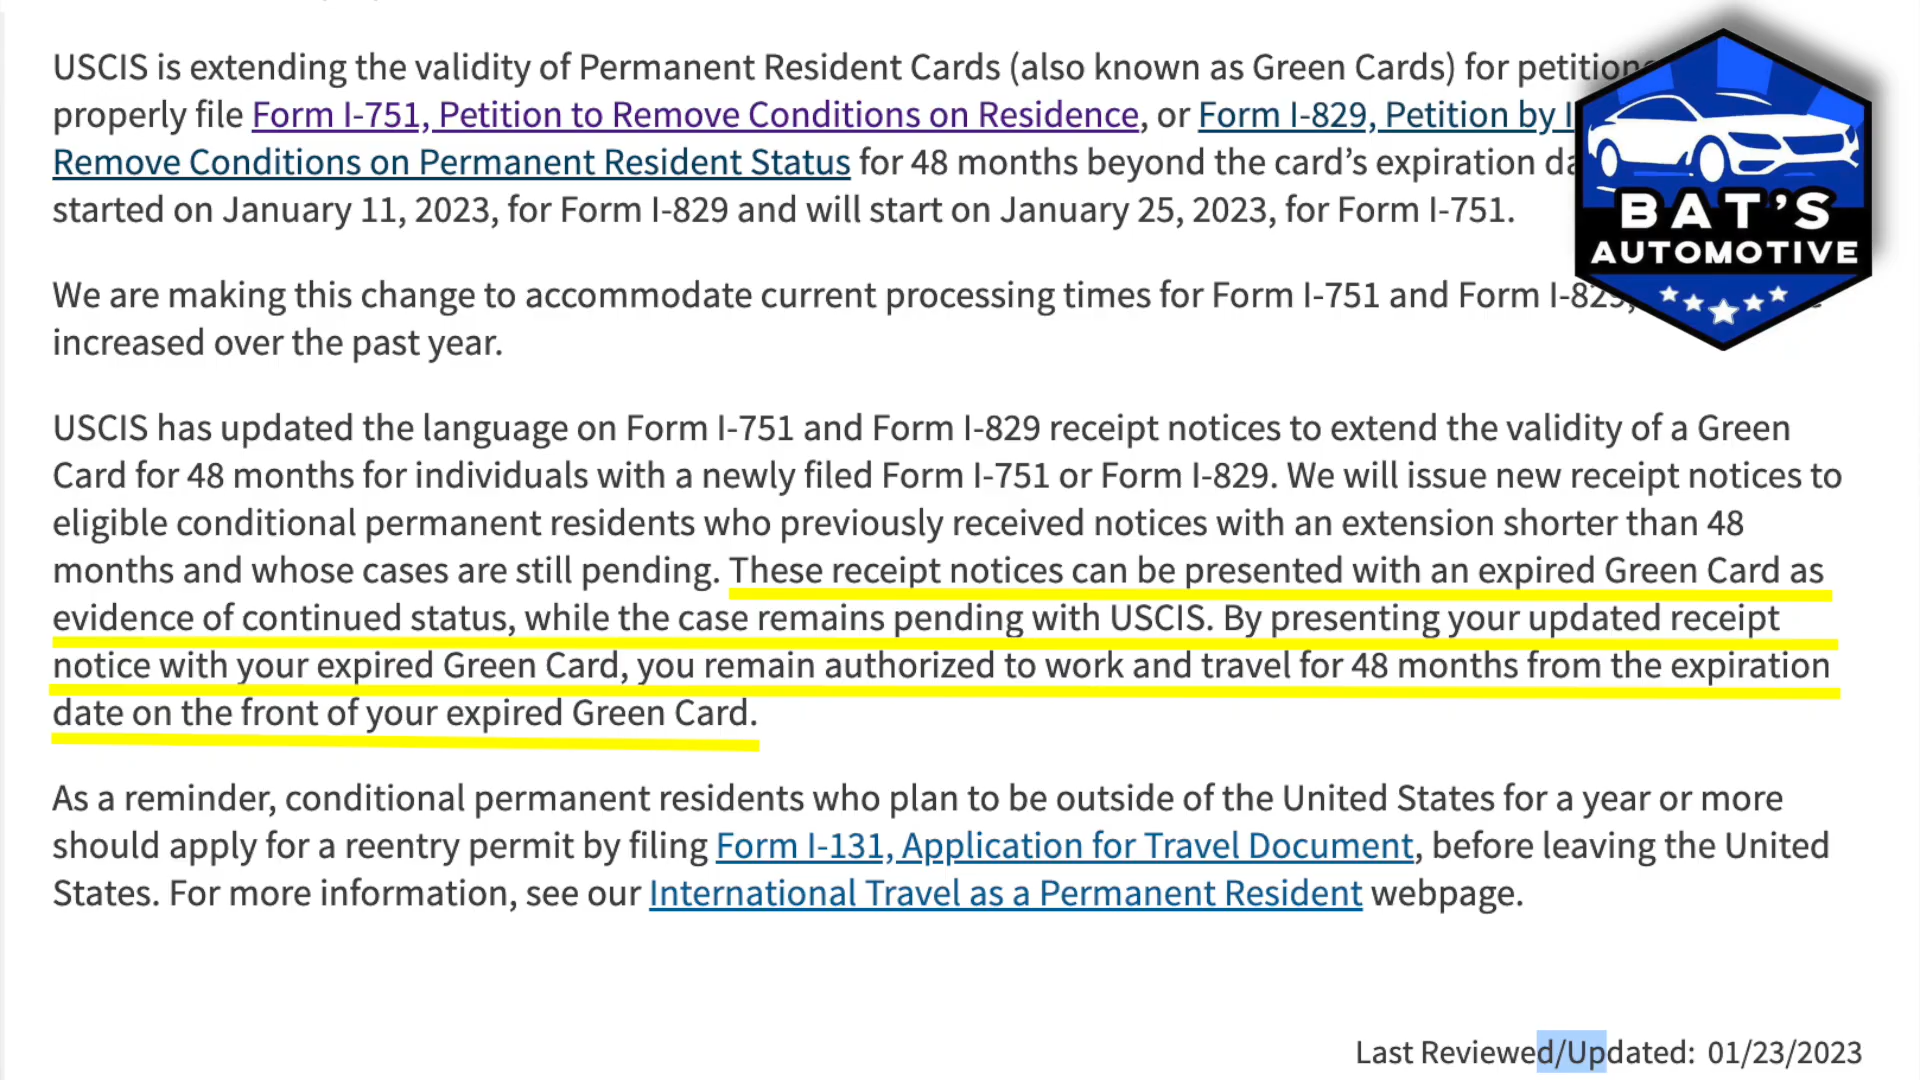 USCIS is extending the validity of Permanent Resident Cards (also known as Green Cards) for
properly file Form I-751, Petition to Remove Conditions on Residence, or Form I-829, Petition by
Remove Conditions on Permanent Resident Status for 48 months beyond the card’s expiration
started on January 11, 2023, for Form I-829 and will start on January 25, 2023, for Form I-751.
BAT’S
AUTOMOTIVE
We are making this change to accommodate current processing times for Form I-751 and Form
increased over the past year.
USCIS has updated the language on Form I-751 and Form I-829 receipt notices to extend the validity of a Green
Card for 48 months for individuals with a newly filed Form I-751 or Form I-829. We will issue new receipt notices to
eligible conditional permanent residents who previously received notices with an extension shorter than 48
months and whose cases are still pending. These receipt notices can be presented with an expired Green Card as
evidence of continued status, while the case remains pending with USCIS. By presenting your updated receipt
notice with your expired Green Card, you remain authorized to work and travel for 48 months from the expiration
date on the front of your expired Green Card.
As a reminder, conditional permanent residents who plan to be outside of the United States for a year or more
should apply for a reentry permit by filing Form I-131, Application for Travel Document, before leaving the United
States. For more information, see our International Travel as a Permanent Resident webpage.
Last Reviewed/Updated: 01/23/2023